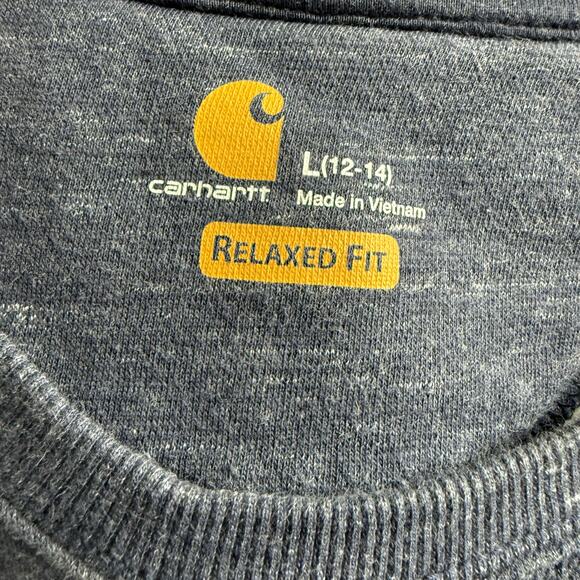 carhartt
L(12-14)
Made in Vietnam
RELAXED FIT